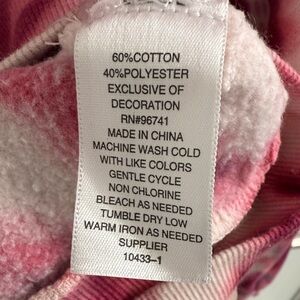 60%COTTON
40%POLYESTER
EXCLUSIVE OF
DECORATION
RN#96741
MADE IN CHINA
MACHINE WASH COLD
WITH LIKE COLORS
GENTLE CYCLE
NON CHLORINE
BLEACH AS NEEDED
TUMBLE DRY LOW
WARM IRON AS NEEDED
SUPPLIER
10433-1